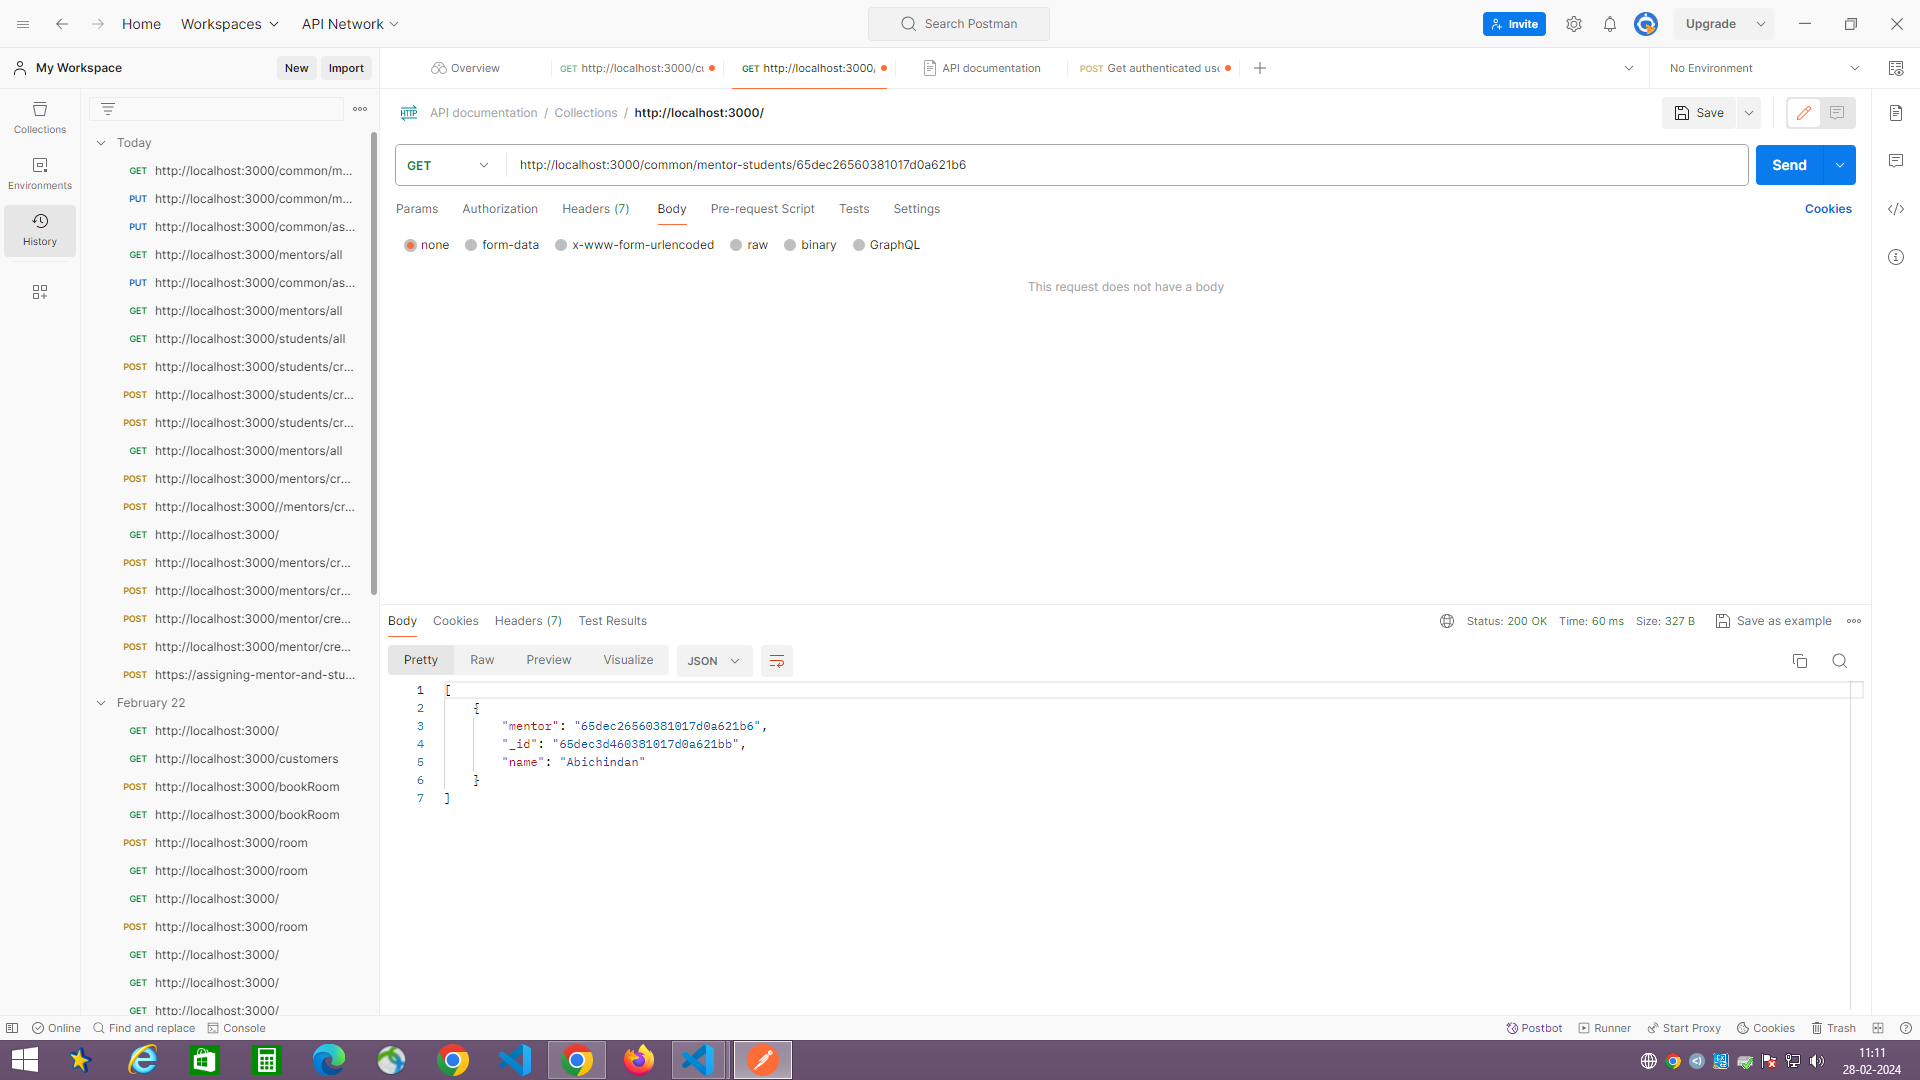 Home Workspaces API Network Search Postman Invite Upgrade
My Workspace New Import Overview GET http://localhost:3000/cu GET http://localhost:3000/ API documentation POST Get authenticated use No Environment
API documentation / Collections / http://localhost:3000/ Save
Collections
Environments
History
Today
GET http://localhost:3000/common/m...
PUT http://localhost:3000/common/m...
PUT http://localhost:3000/common/as...
GET http://localhost:3000/mentors/all
PUT http://localhost:3000/common/as...
GET http://localhost:3000/mentors/all
GET http://localhost:3000/students/all
POST http://localhost:3000/students/cr...
POST http://localhost:3000/students/cr...
POST http://localhost:3000/students/cr...
GET http://localhost:3000/mentors/all
POST http://localhost:3000/mentors/cr...
POST http://localhost:3000//mentors/cr...
GET http://localhost:3000/
POST http://localhost:3000/mentors/cr...
POST http://localhost:3000/mentors/cr...
POST http://localhost:3000/mentor/cre...
POST http://localhost:3000/mentor/cre...
POST https://assigning-mentor-and-stu...
February 22
GET http://localhost:3000/
GET http://localhost:3000/customers
POST http://localhost:3000/bookRoom
GET http://localhost:3000/bookRoom
POST http://localhost:3000/room
GET http://localhost:3000/room
GET http://localhost:3000/
POST http://localhost:3000/room
GET http://localhost:3000/
GET http://localhost:3000/
GET http://localhost:3000/
GET http://localhost:3000/common/mentor-students/65dec26560381017d0a621b6 Send
Params Authorization Headers (7) Body Pre-request Script Tests Settings Cookies
none form-data x-www-form-urlencoded raw binary GraphQL
This request does not have a body
Body Cookies Headers (7) Test Results Status: 200 OK Time: 60 ms Size: 327 B Save as example
Pretty Raw Preview Visualize JSON
1 [
2 {
3 "mentor": "65dec26560381017d0a621b6",
4 "_id": "65dec3d460381017d0a621bb",
5 "name": "Abichindan"
6 }
7 ]
Online Find and replace Console Postbot Runner Start Proxy Cookies Trash
11:11
28-02-2024